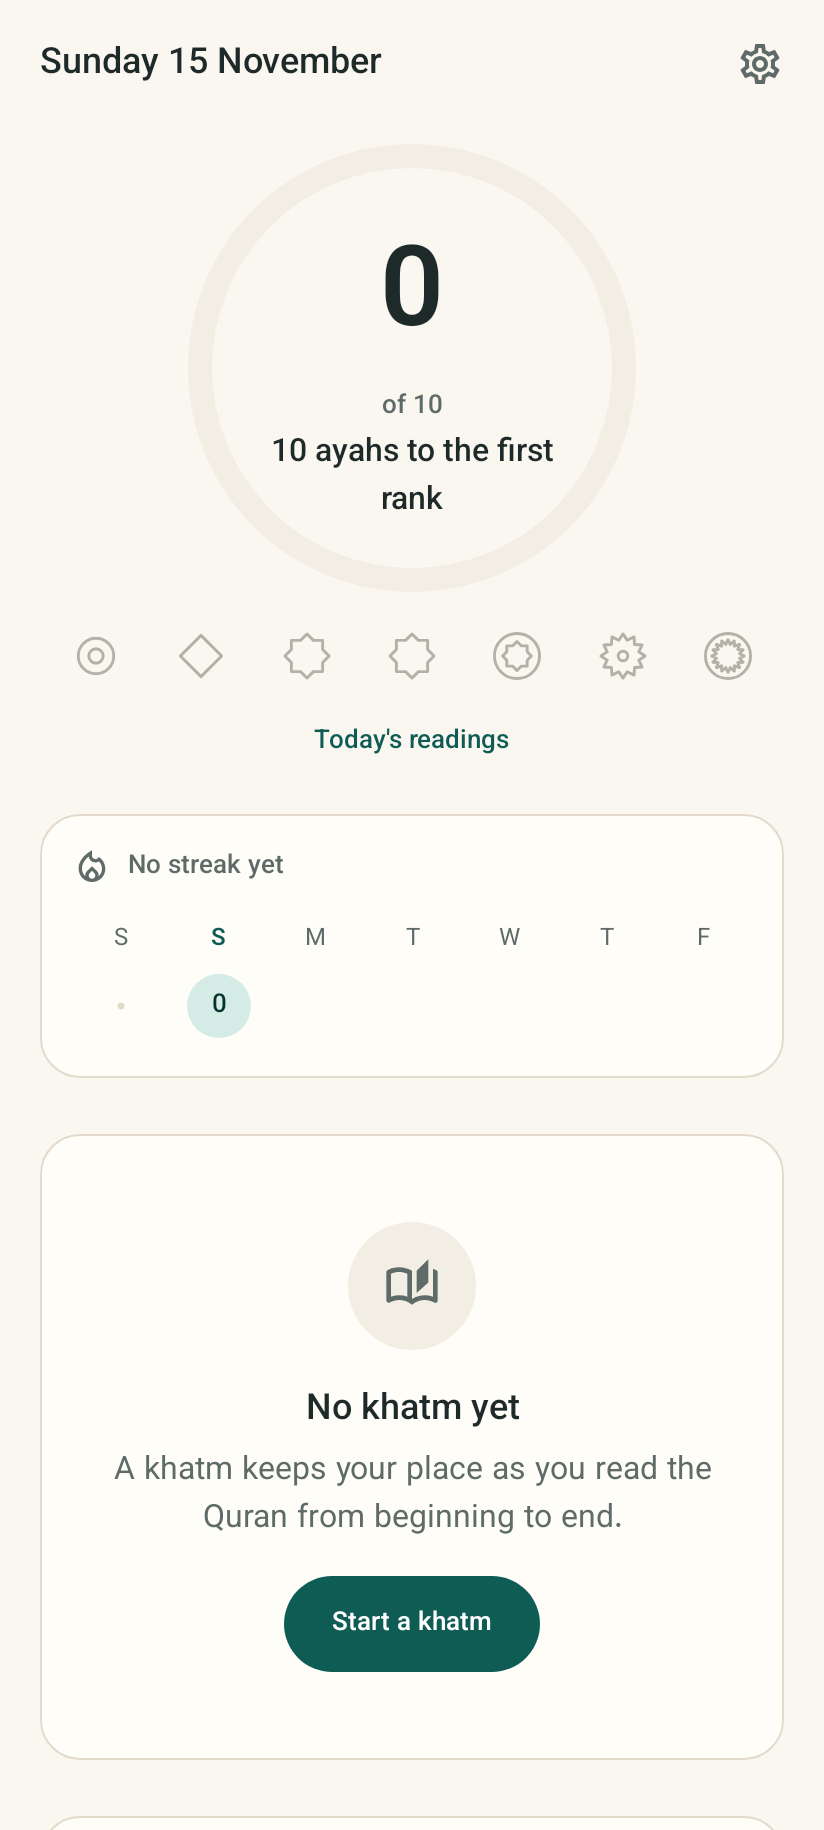 Sunday 15 November
0
of 10
10 ayahs to the first
rank
Today's readings
No streak yet
S S M T W T F
0
No khatm yet
A khatm keeps your place as you read the
Quran from beginning to end.
Start a khatm